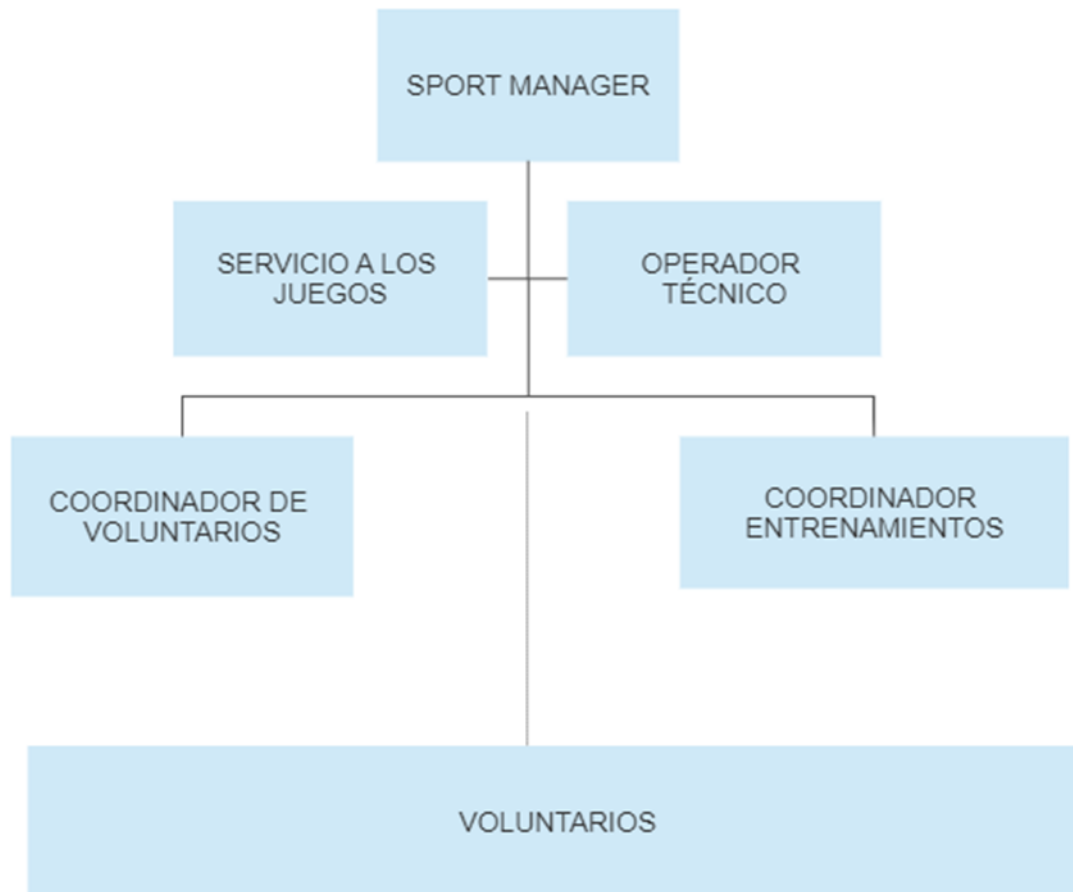 SPORT MANAGER
SERVICIO A LOS
JUEGOS
OPERADOR
TÉCNICO
COORDINADOR DE
VOLUNTARIOS
COORDINADOR
ENTRENAMIENTOS
VOLUNTARIOS